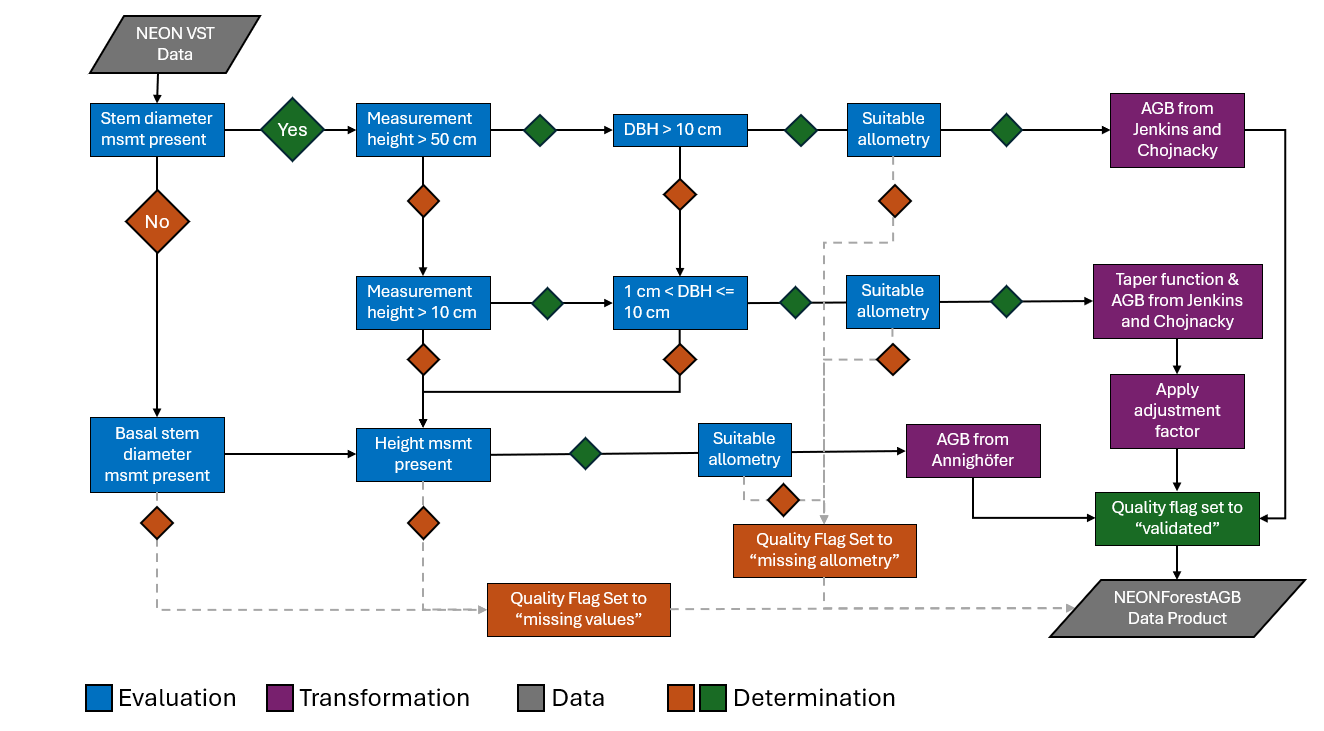 NEON VST
Data
Stem diameter
msmt present
Yes
Measurement
height > 50 cm
DBH > 10 cm
Suitable
allometry
AGB from
Jenkins and
Chojnacky
No
Measurement
height > 10 cm
1 cm < DBH <=
10 cm
Suitable
allometry
Taper function &
AGB from Jenkins
and Chojnacky
Apply
adjustment
factor
Basal stem
diameter
msmt present
Height msmt
present
Suitable
allometry
AGB from
Annighöfer
Quality flag set to
“validated”
Quality Flag Set to
“missing allometry”
Quality Flag Set to
“missing values”
NEONForestAGB
Data Product
Evaluation
Transformation
Data
Determination